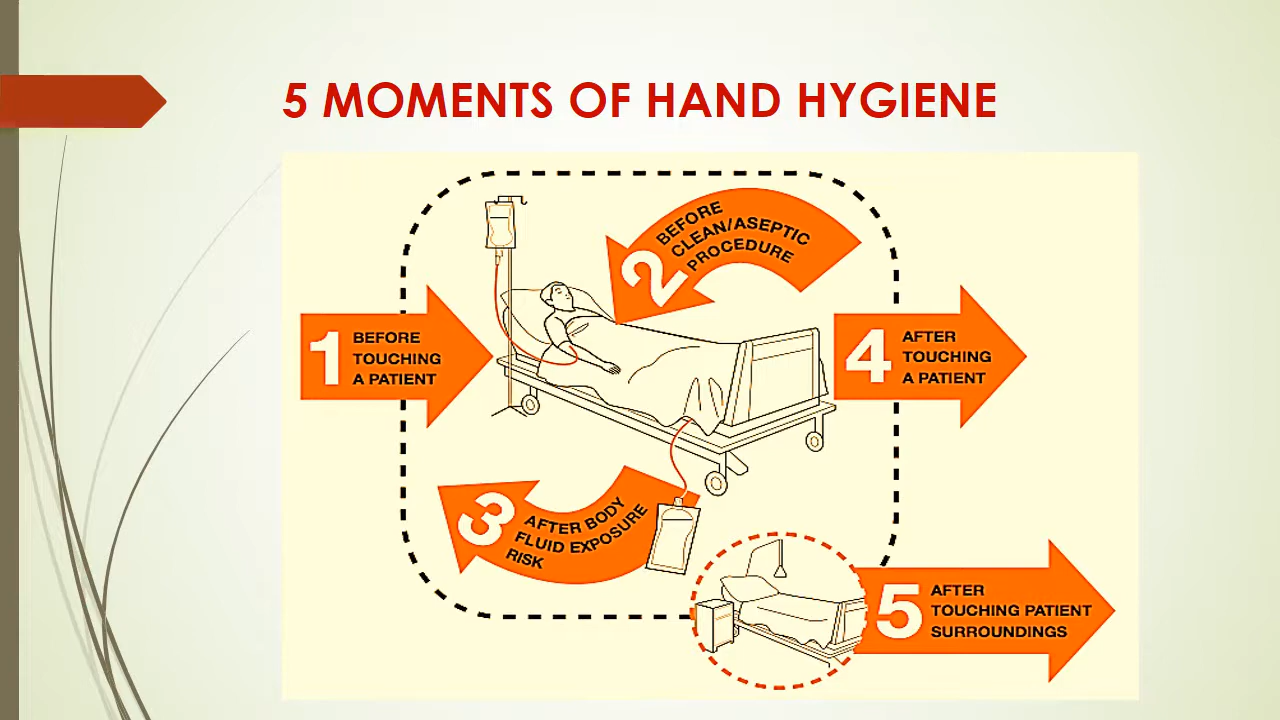 5 MOMENTS OF HAND HYGIENE
1
BEFORE
TOUCHING
A PATIENT
2
BEFORE
CLEAN/ASEPTIC
PROCEDURE
3
AFTER BODY
FLUID EXPOSURE
RISK
4
AFTER
TOUCHING
A PATIENT
5
AFTER
TOUCHING PATIENT
SURROUNDINGS